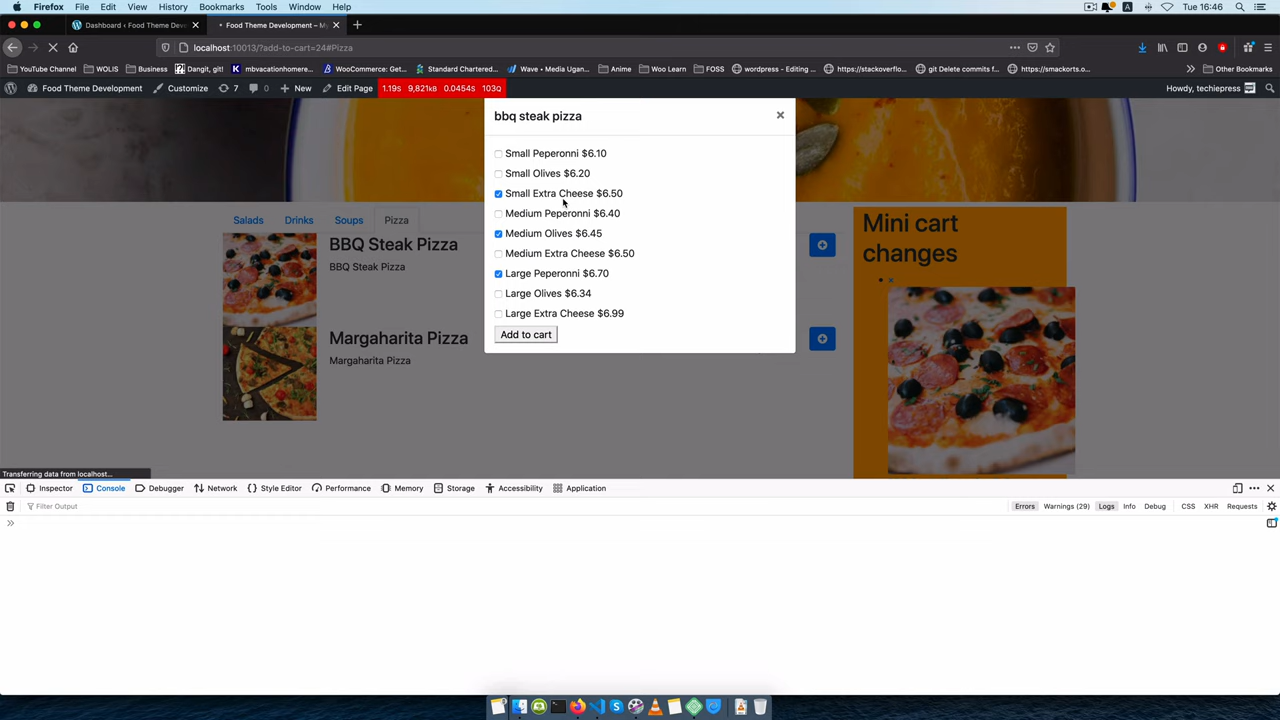 Firefox File Edit View History Bookmarks Tools Window Help
A Tue 16:46
Dashboard ‹ Food Theme Deve...
Food Theme Development – My
localhost:10013/?add-to-cart=24#Pizza
YouTube Channel WOLIS Business Dangit, git! mbvacationhomere... WooCommerce: Get... Standard Chartered... Wave • Media Ugan... Anime Woo Learn FOSS wordpress - Editing ... https://stackoverflo... git Delete commits f... https://smackorts.o... Other Bookmarks
Food Theme Development Customize 7 0 New Edit Page 1.19S 9,821KB 0.0454S 103Q Howdy, techiepress
bbq steak pizza
Small Peperonni $6.10
Small Olives $6.20
Small Extra Cheese $6.50
Medium Peperonni $6.40
Medium Olives $6.45
Medium Extra Cheese $6.50
Large Peperonni $6.70
Large Olives $6.34
Large Extra Cheese $6.99
Add to cart
Salads Drinks Soups Pizza
BBQ Steak Pizza
BBQ Steak Pizza
Margaharita Pizza
Margaharita Pizza
Mini cart
changes
Transferring data from localhost...
Inspector Console Debugger Network Style Editor Performance Memory Storage Accessibility Application
Filter Output
Errors Warnings (29) Logs Info Debug CSS XHR Requests